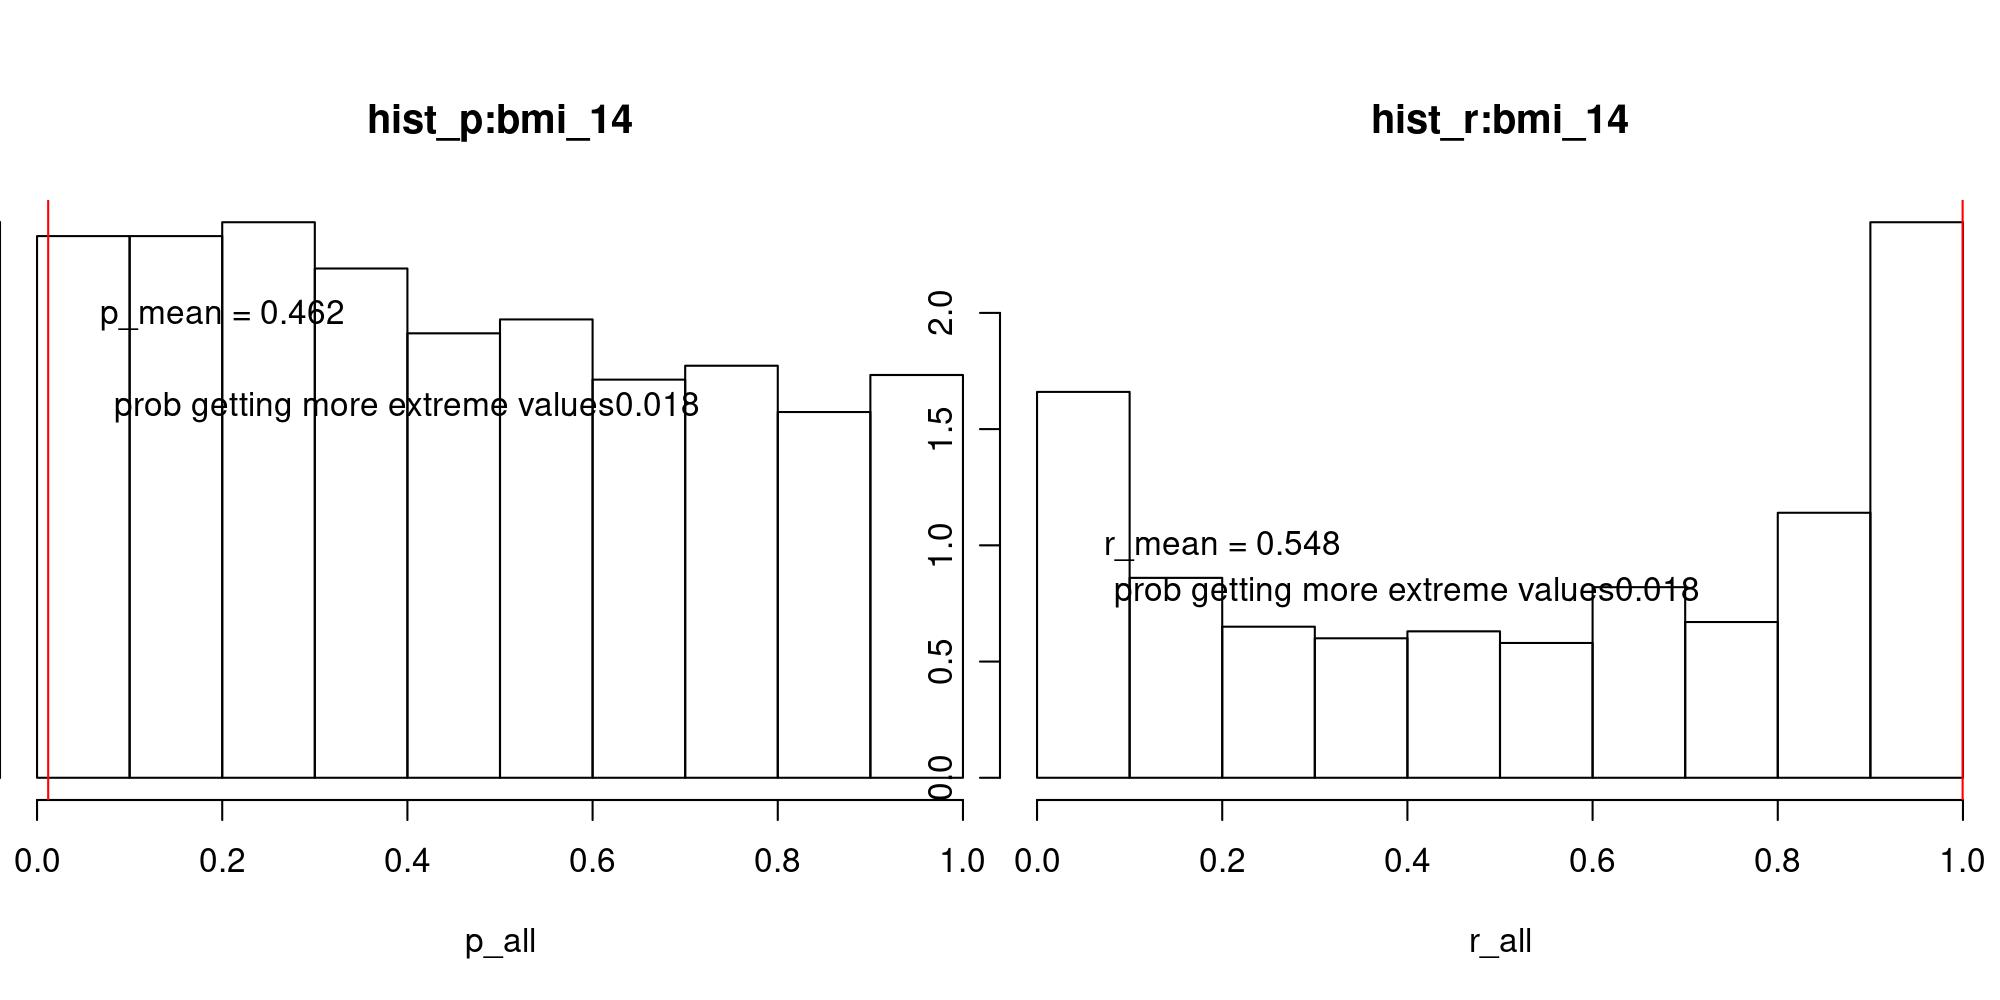 hist_p:bmi_14
p_mean = 0.462
prob getting more extreme values0.018
0.0 0.2 0.4 0.6 0.8 1.0
p_all
hist_r:bmi_14
2.0
1.5
1.0
0.5
0.0
r_mean = 0.548
prob getting more extreme values0.018
0.0 0.2 0.4 0.6 0.8 1.0
r_all